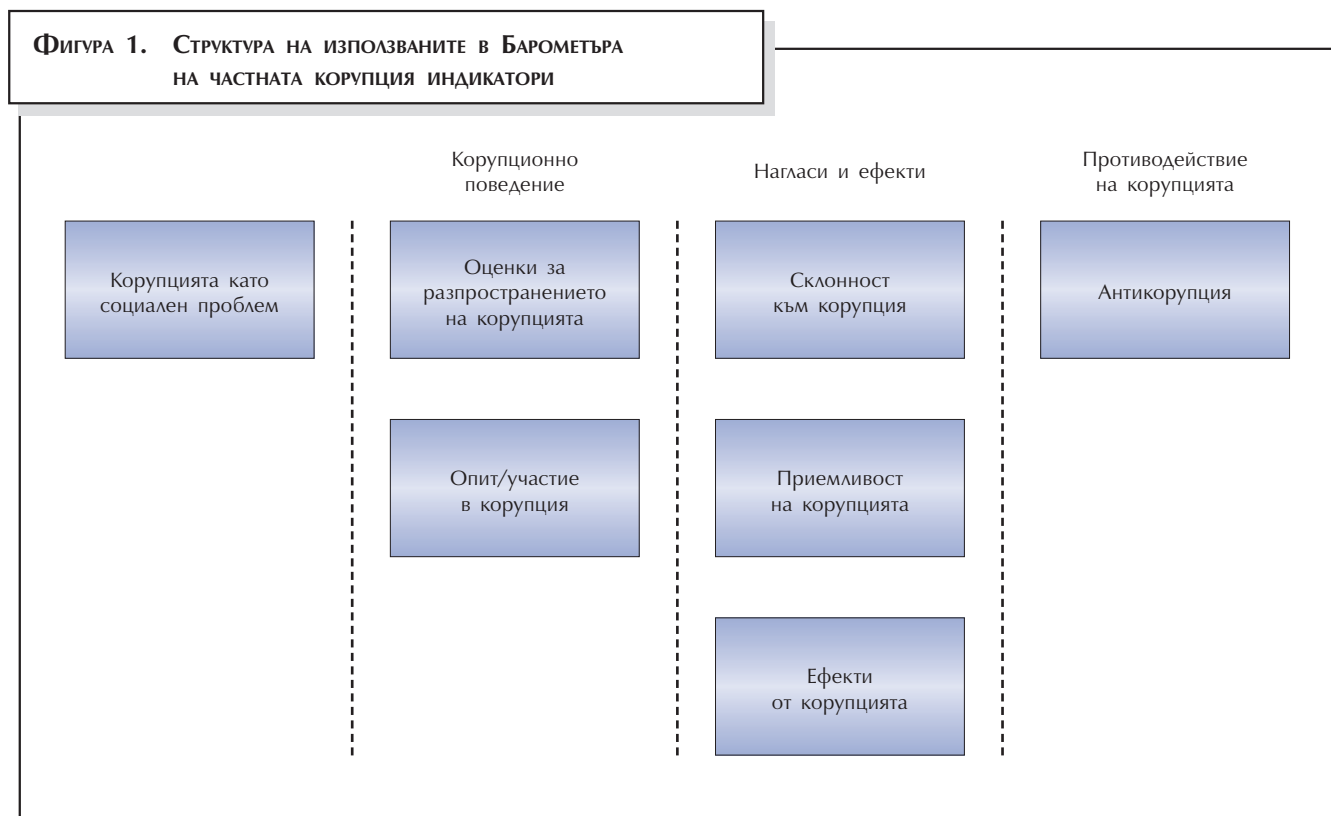 Фигура 1. Структура на използваните в Барометъра
на частната корупция индикатори
Корупционно
поведение
Нагласи и ефекти
Противодействие
на корупцията
Корупцията като
социален проблем
Оценки за
разпространението
на корупцията
Склонност
към корупция
Антикорупция
Опит/участие
в корупция
Приемливост
на корупцията
Ефекти
от корупцията